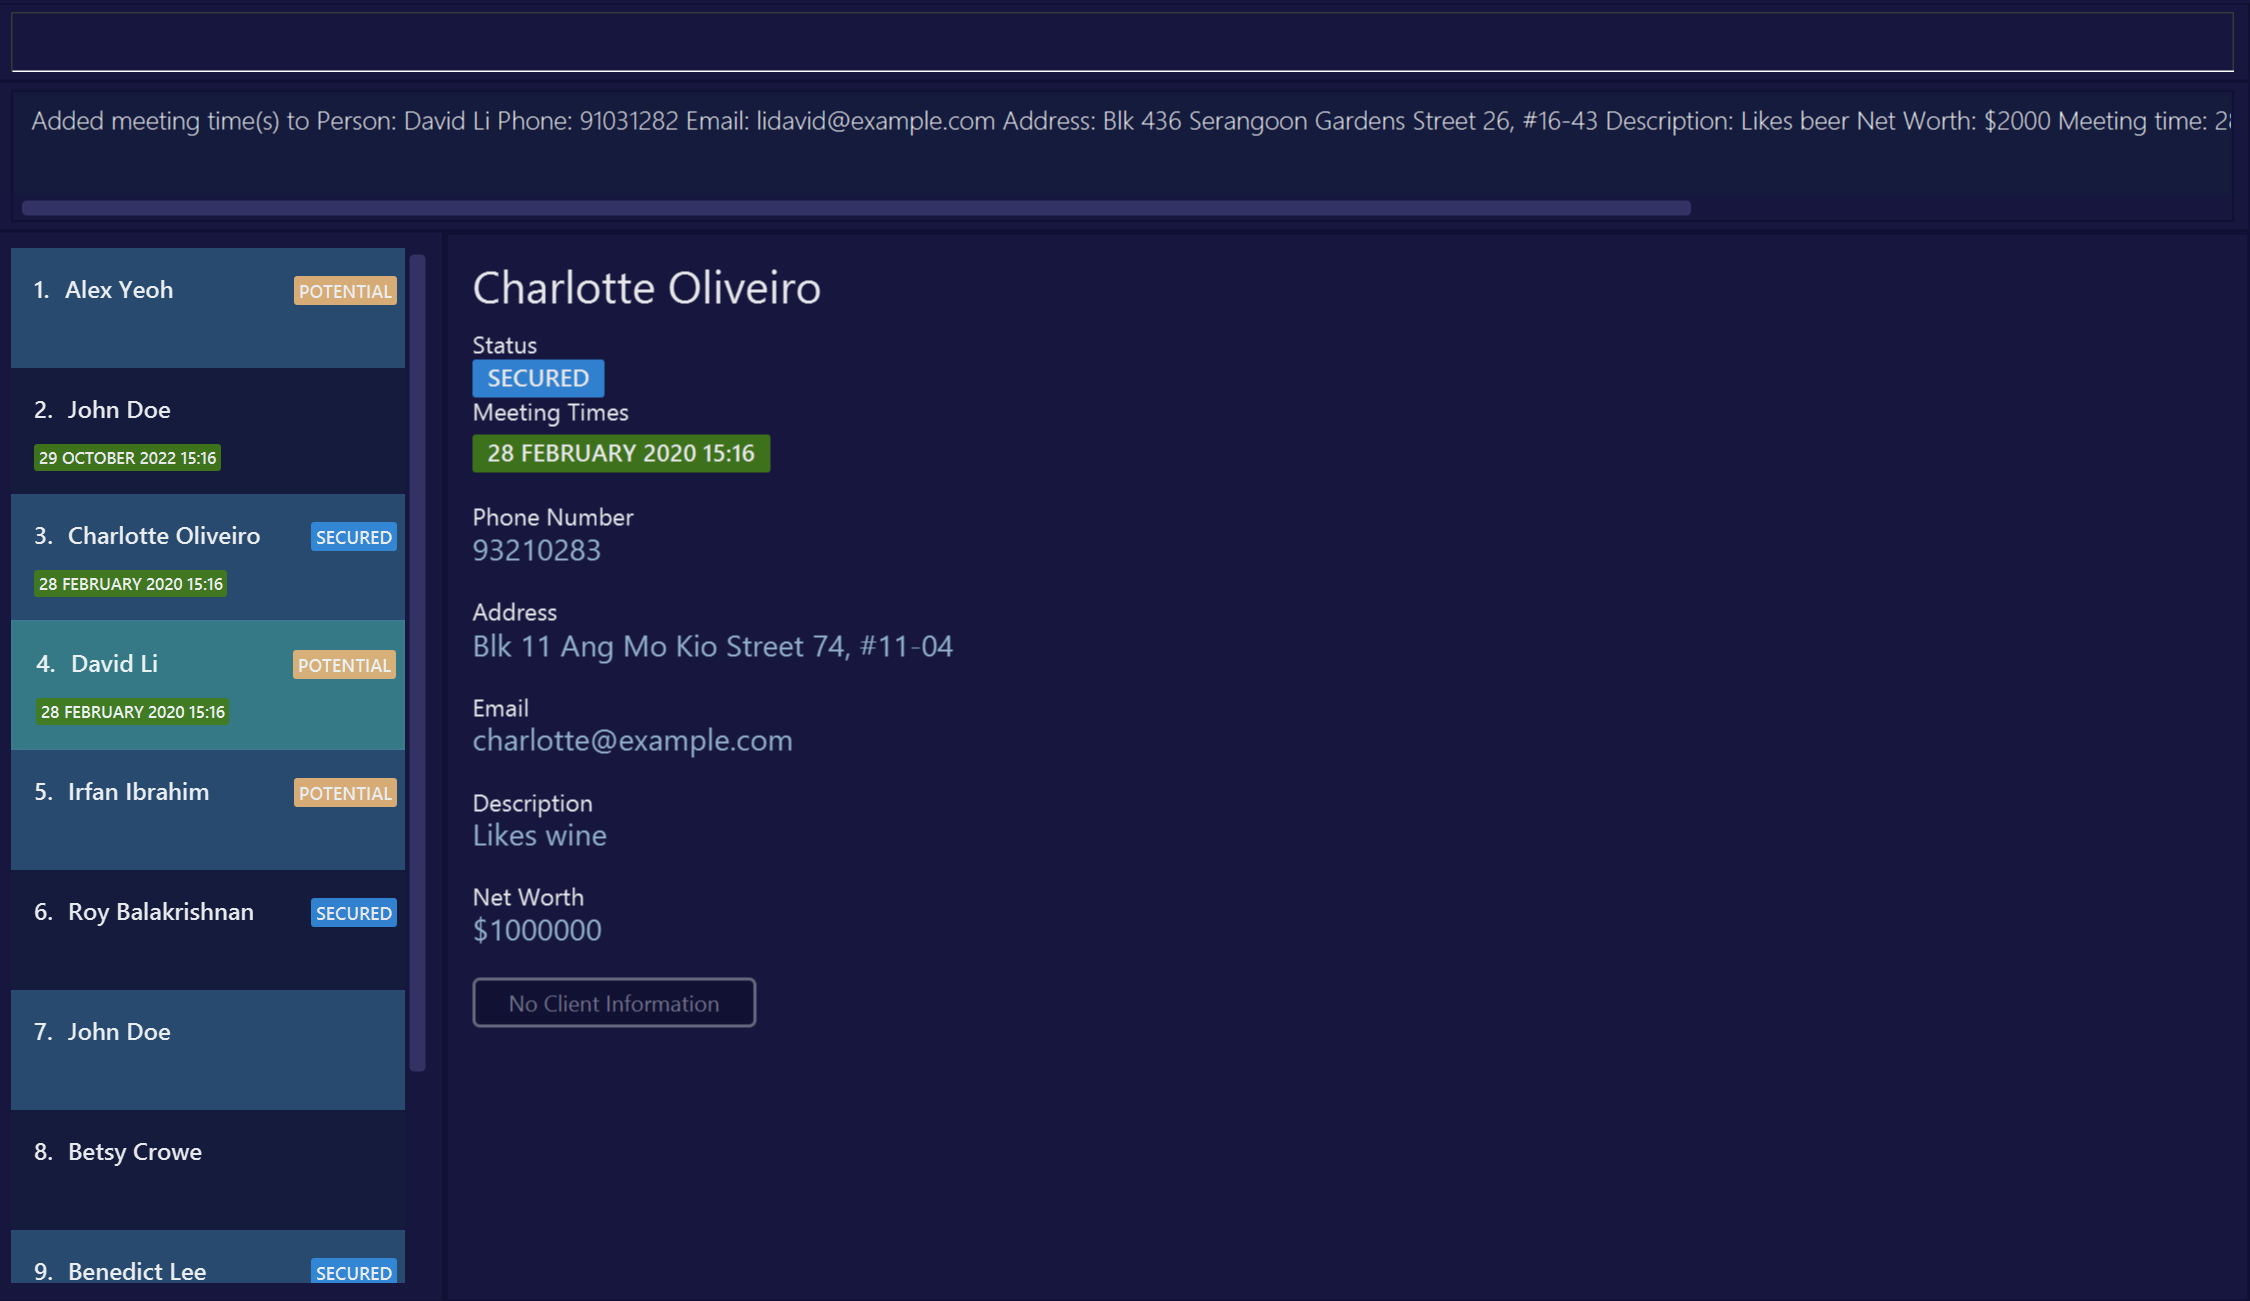 Added meeting time(s) to Person: David Li Phone: 91031282 Email: lidavid@example.com Address: Blk 436 Serangoon Gardens Street 26, #16-43 Description: Likes beer Net Worth: $2000 Meeting time:
1. Alex Yeoh POTENTIAL
2. John Doe
29 OCTOBER 2022 15:16
3. Charlotte Oliveiro SECURED
28 FEBRUARY 2020 15:16
4. David Li POTENTIAL
28 FEBRUARY 2020 15:16
5. Irfan Ibrahim POTENTIAL
6. Roy Balakrishnan SECURED
7. John Doe
8. Betsy Crowe
9. Benedict Lee SECURED
Charlotte Oliveiro
Status
SECURED
Meeting Times
28 FEBRUARY 2020 15:16
Phone Number
93210283
Address
Blk 11 Ang Mo Kio Street 74, #11-04
Email
charlotte@example.com
Description
Likes wine
Net Worth
$1000000
No Client Information